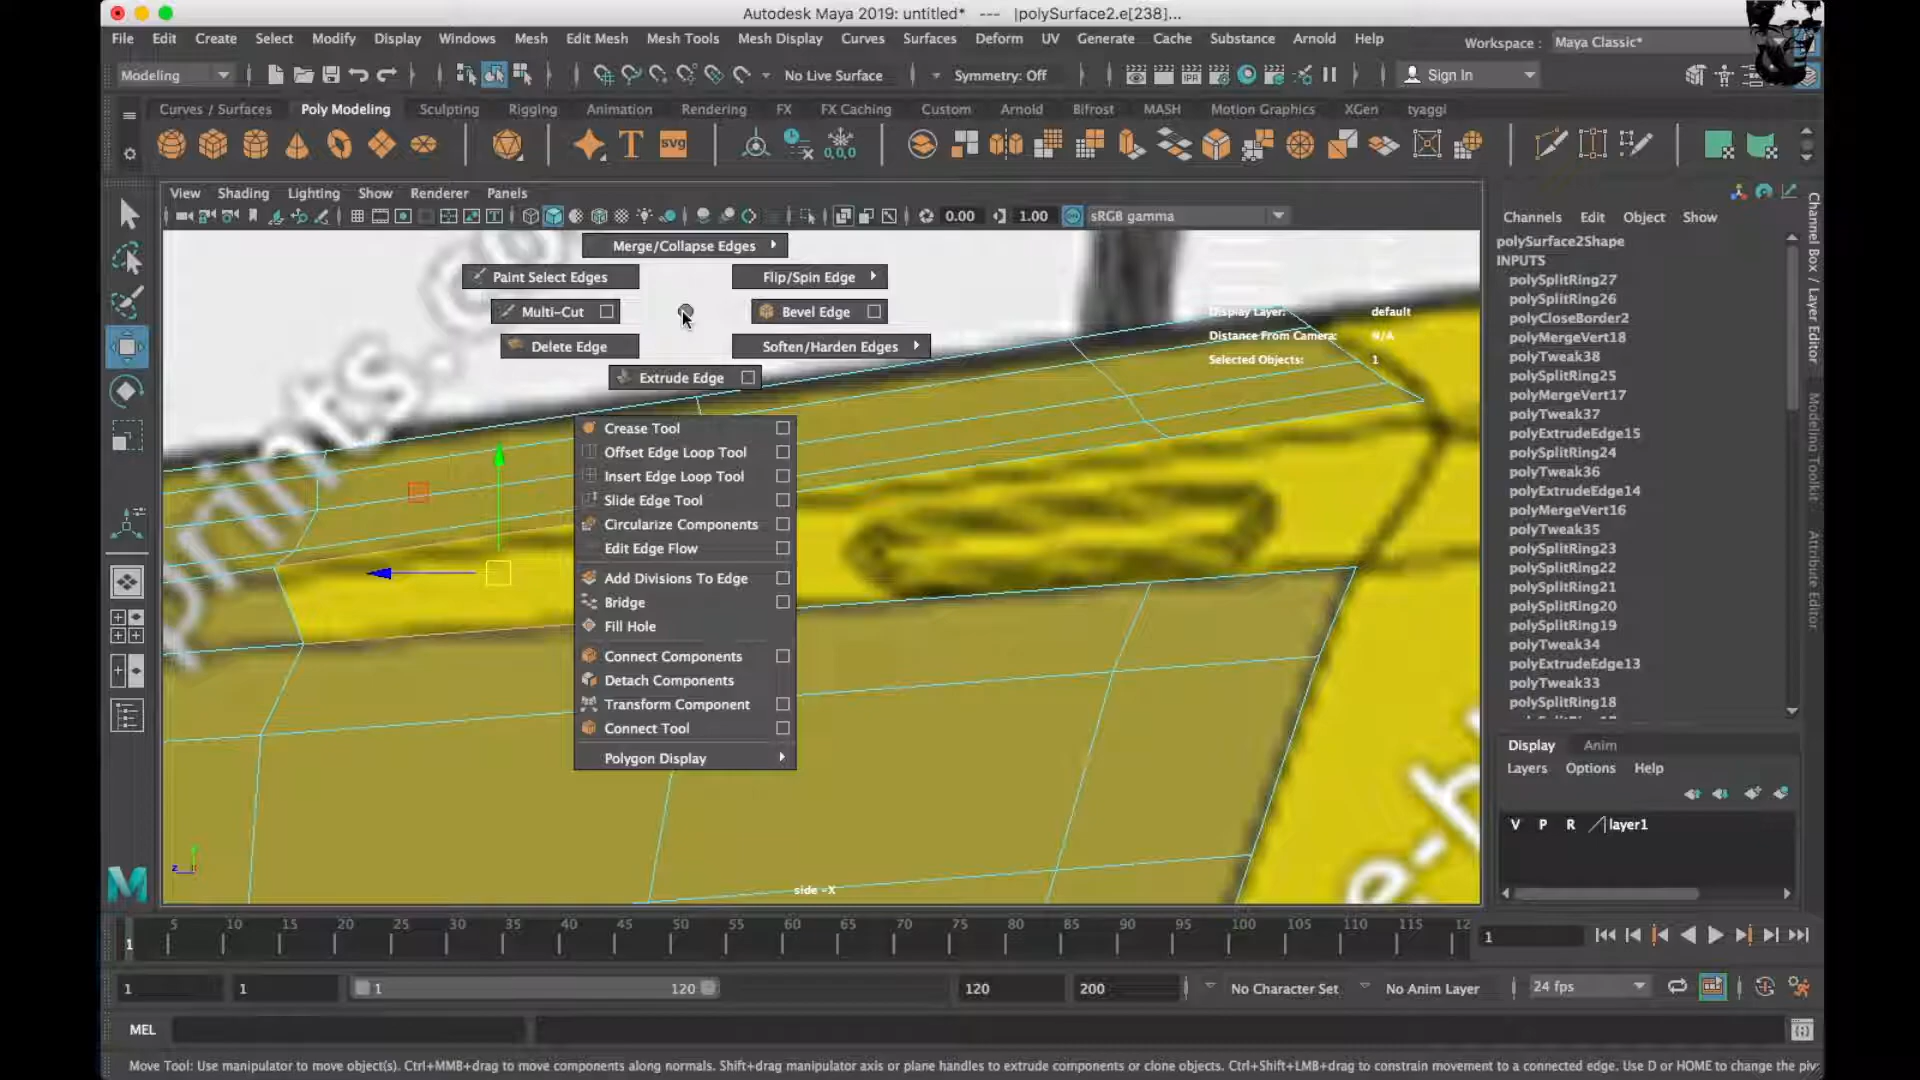 Autodesk Maya 2019: untitled*   ---   |polySurface2.e[238]...
File Edit Create Select Modify Display Windows Mesh Edit Mesh Mesh Tools Mesh Display Curves Surfaces Deform UV Generate Cache Substance Arnold Help Workspace : Maya Classic*
Modeling No Live Surface Symmetry: Off Sign In
Curves / Surfaces Poly Modeling Sculpting Rigging Animation Rendering FX FX Caching Custom Arnold Bifrost MASH Motion Graphics XGen tyaggi
T SVG 0,0,0
View Shading Lighting Show Renderer Panels
IPR
0.00 1.00 sRGB gamma
Channels Edit Object Show
Channel Box / Layer Editor
Modeling Toolkit
Attribute Editor
polySurface2Shape
INPUTS
polySplitRing27
polySplitRing26
polyCloseBorder2
polyMergeVert18
polyTweak38
polySplitRing25
polyMergeVert17
polyTweak37
polyExtrudeEdge15
polySplitRing24
polyTweak36
polyExtrudeEdge14
polyMergeVert16
polyTweak35
polySplitRing23
polySplitRing22
polySplitRing21
polySplitRing20
polySplitRing19
polyTweak34
polyExtrudeEdge13
polyTweak33
polySplitRing18
Merge/Collapse Edges
Paint Select Edges Flip/Spin Edge
Multi-Cut Bevel Edge
Delete Edge Soften/Harden Edges
Extrude Edge
Crease Tool
Offset Edge Loop Tool
Insert Edge Loop Tool
Slide Edge Tool
Circularize Components
Edit Edge Flow
Add Divisions To Edge
Bridge
Fill Hole
Connect Components
Detach Components
Transform Component
Connect Tool
Polygon Display
Display Layer: default
Distance From Camera: N/A
Selected Objects: 1
prints.c
e-h
side -X
z
Display Anim
Layers Options Help
V P R layer1
1 5 10 15 20 25 30 35 40 45 50 55 60 65 70 75 80 85 90 95 100 105 110 115 12
1
1 1 1 120 120 200 No Character Set No Anim Layer 24 fps
MEL
Move Tool: Use manipulator to move object(s). Ctrl+MMB+drag to move components along normals. Shift+drag manipulator axis or plane handles to extrude components or clone objects. Ctrl+Shift+LMB+drag to constrain movement to a connected edge. Use D or HOME to change the piv